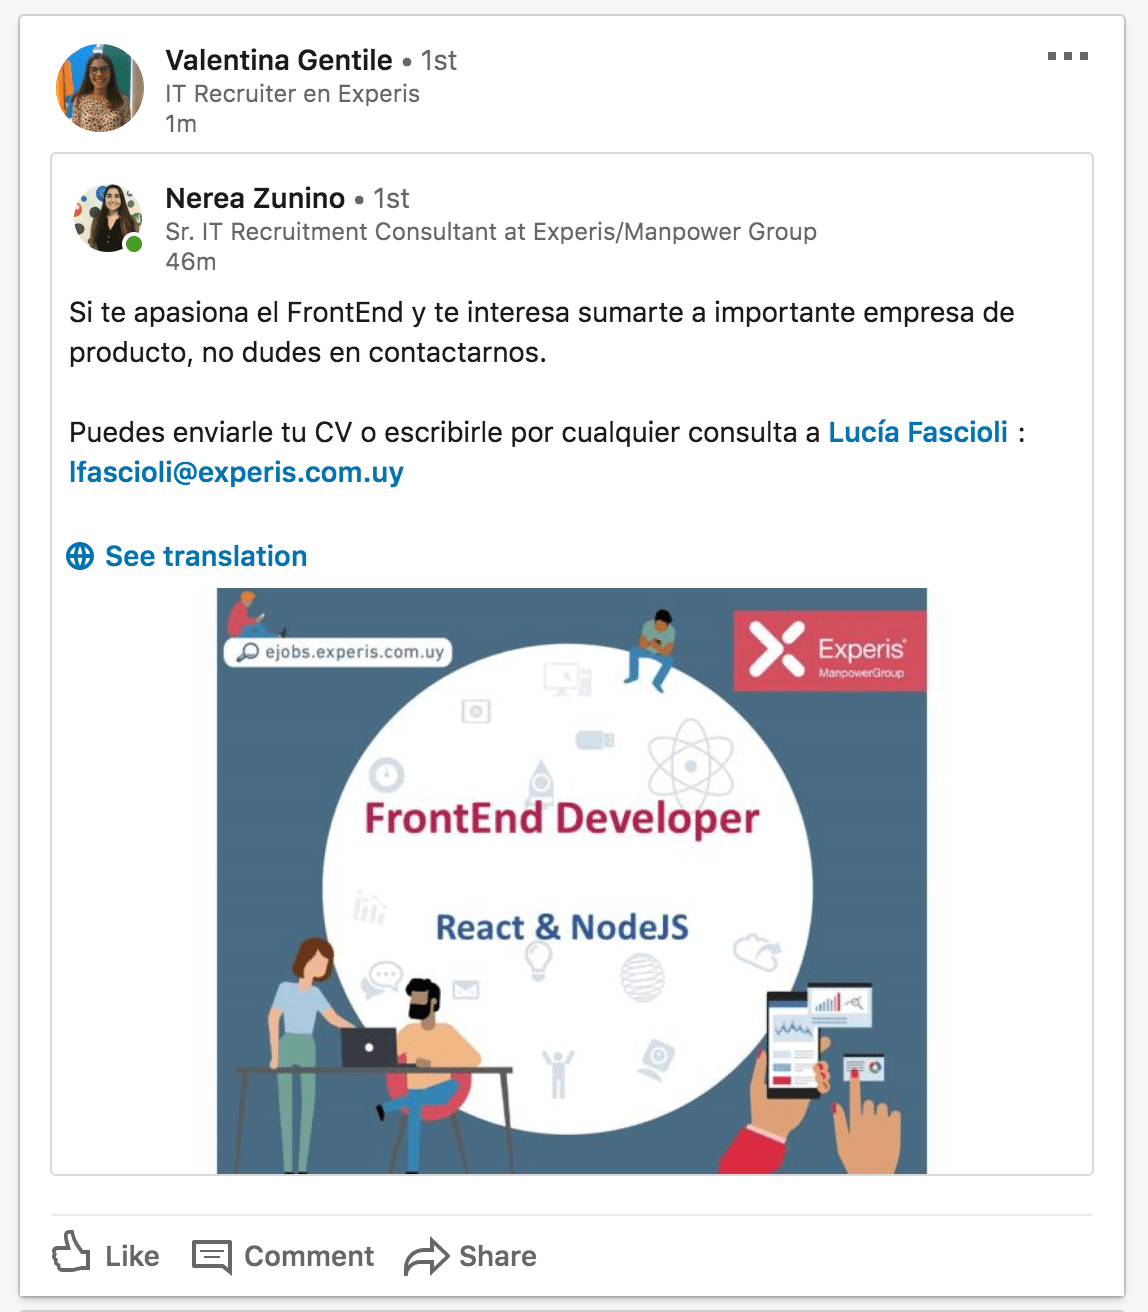 Valentina Gentile • 1st
IT Recruiter en Experis
1m
Nerea Zunino • 1st
Sr. IT Recruitment Consultant at Experis/Manpower Group
46m
Si te apasiona el FrontEnd y te interesa sumarte a importante empresa de
producto, no dudes en contactarnos.
Puedes enviarle tu CV o escribirle por cualquier consulta a Lucía Fascioli :
lfascioli@experis.com.uy
See translation
ejobs.experis.com.uy
Experis®
ManpowerGroup
FrontEnd Developer
React & NodeJS
Like
Comment
Share